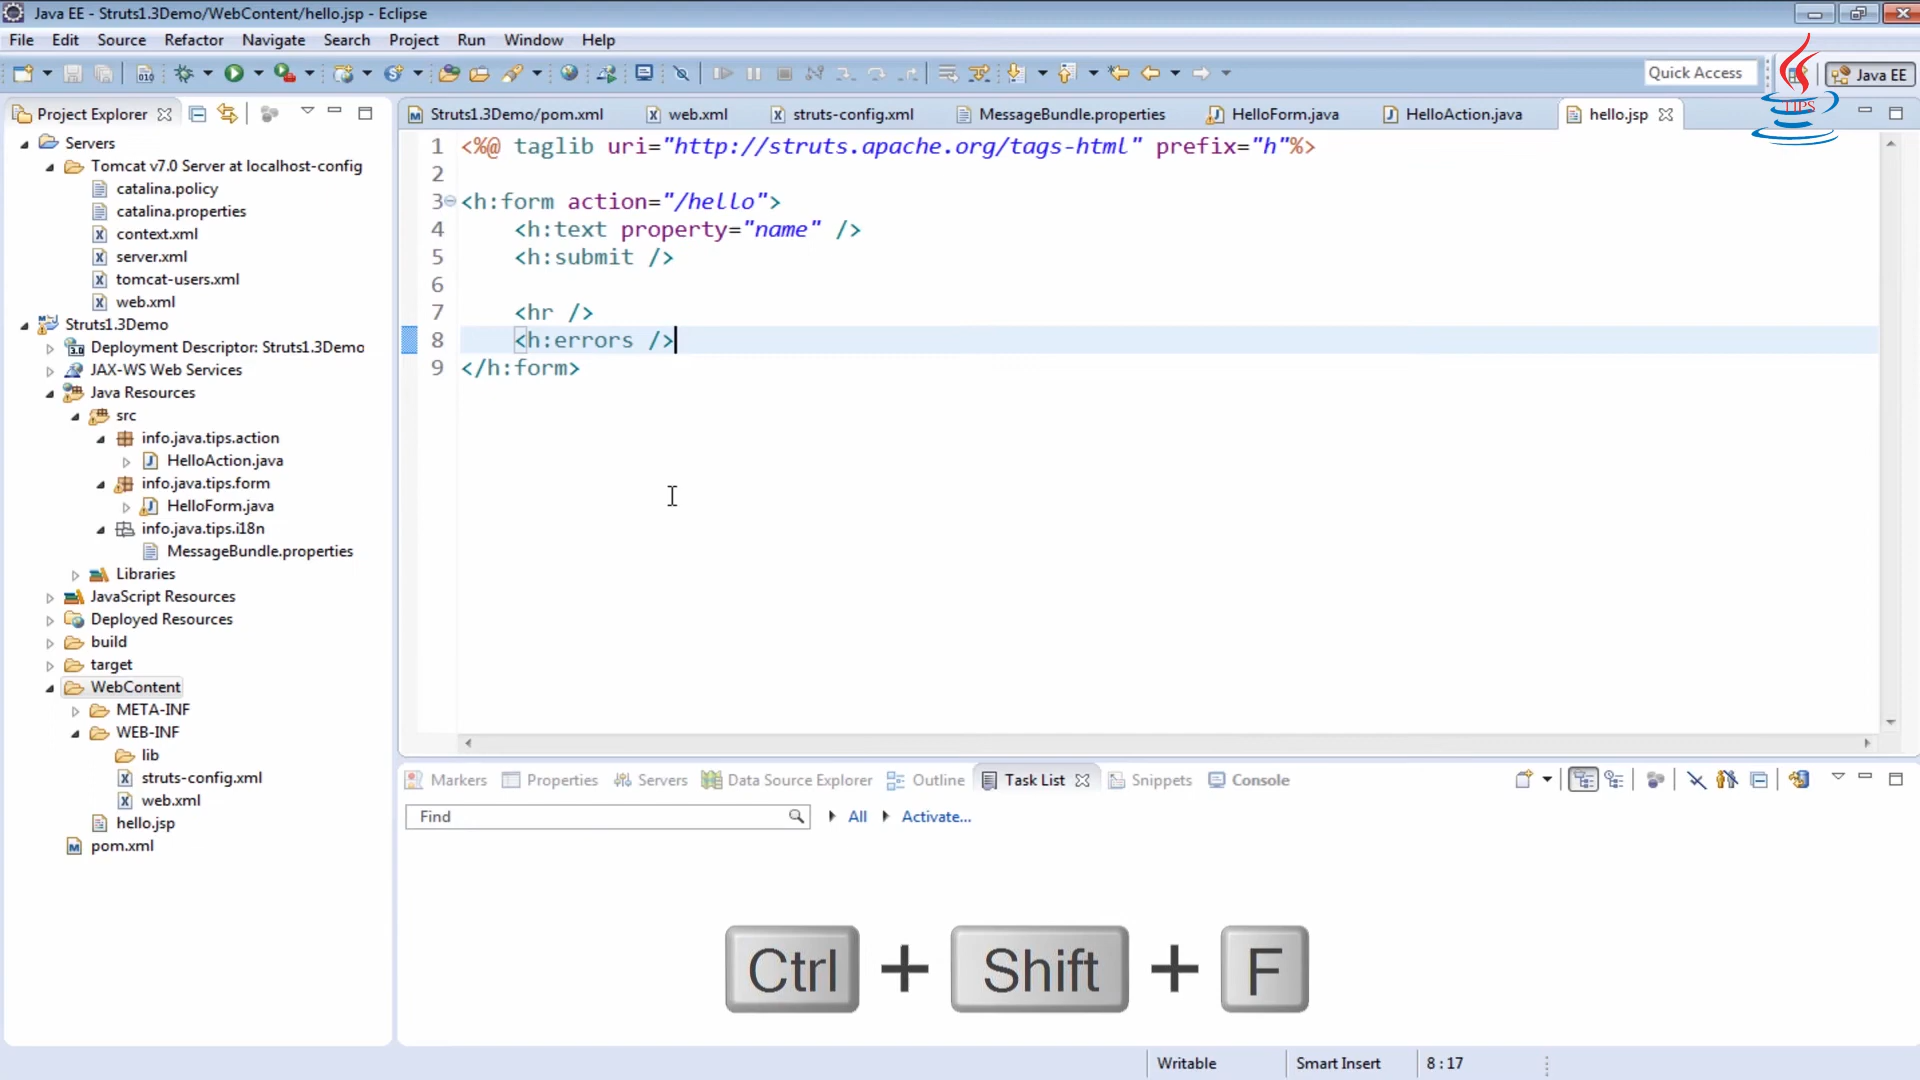 Java EE - Struts1.3Demo/WebContent/hello.jsp - Eclipse
File Edit Source Refactor Navigate Search Project Run Window Help
Quick Access
Java EE
TIPS
Project Explorer
Servers
Tomcat v7.0 Server at localhost-config
catalina.policy
catalina.properties
context.xml
server.xml
tomcat-users.xml
web.xml
Struts1.3Demo
Deployment Descriptor: Struts1.3Demo
JAX-WS Web Services
Java Resources
src
info.java.tips.action
HelloAction.java
info.java.tips.form
HelloForm.java
info.java.tips.i18n
MessageBundle.properties
Libraries
JavaScript Resources
Deployed Resources
build
target
WebContent
META-INF
WEB-INF
lib
struts-config.xml
web.xml
hello.jsp
pom.xml
Struts1.3Demo/pom.xml web.xml struts-config.xml MessageBundle.properties HelloForm.java HelloAction.java hello.jsp
1 <%@ taglib uri="http://struts.apache.org/tags-html" prefix="h"%>
2
3 <h:form action="/hello">
4 <h:text property="name" />
5 <h:submit />
6
7 <hr />
8 <h:errors />
9 </h:form>
Markers Properties Servers Data Source Explorer Outline Task List Snippets Console
Find All Activate...
Ctrl + Shift + F
Writable Smart Insert 8 : 17